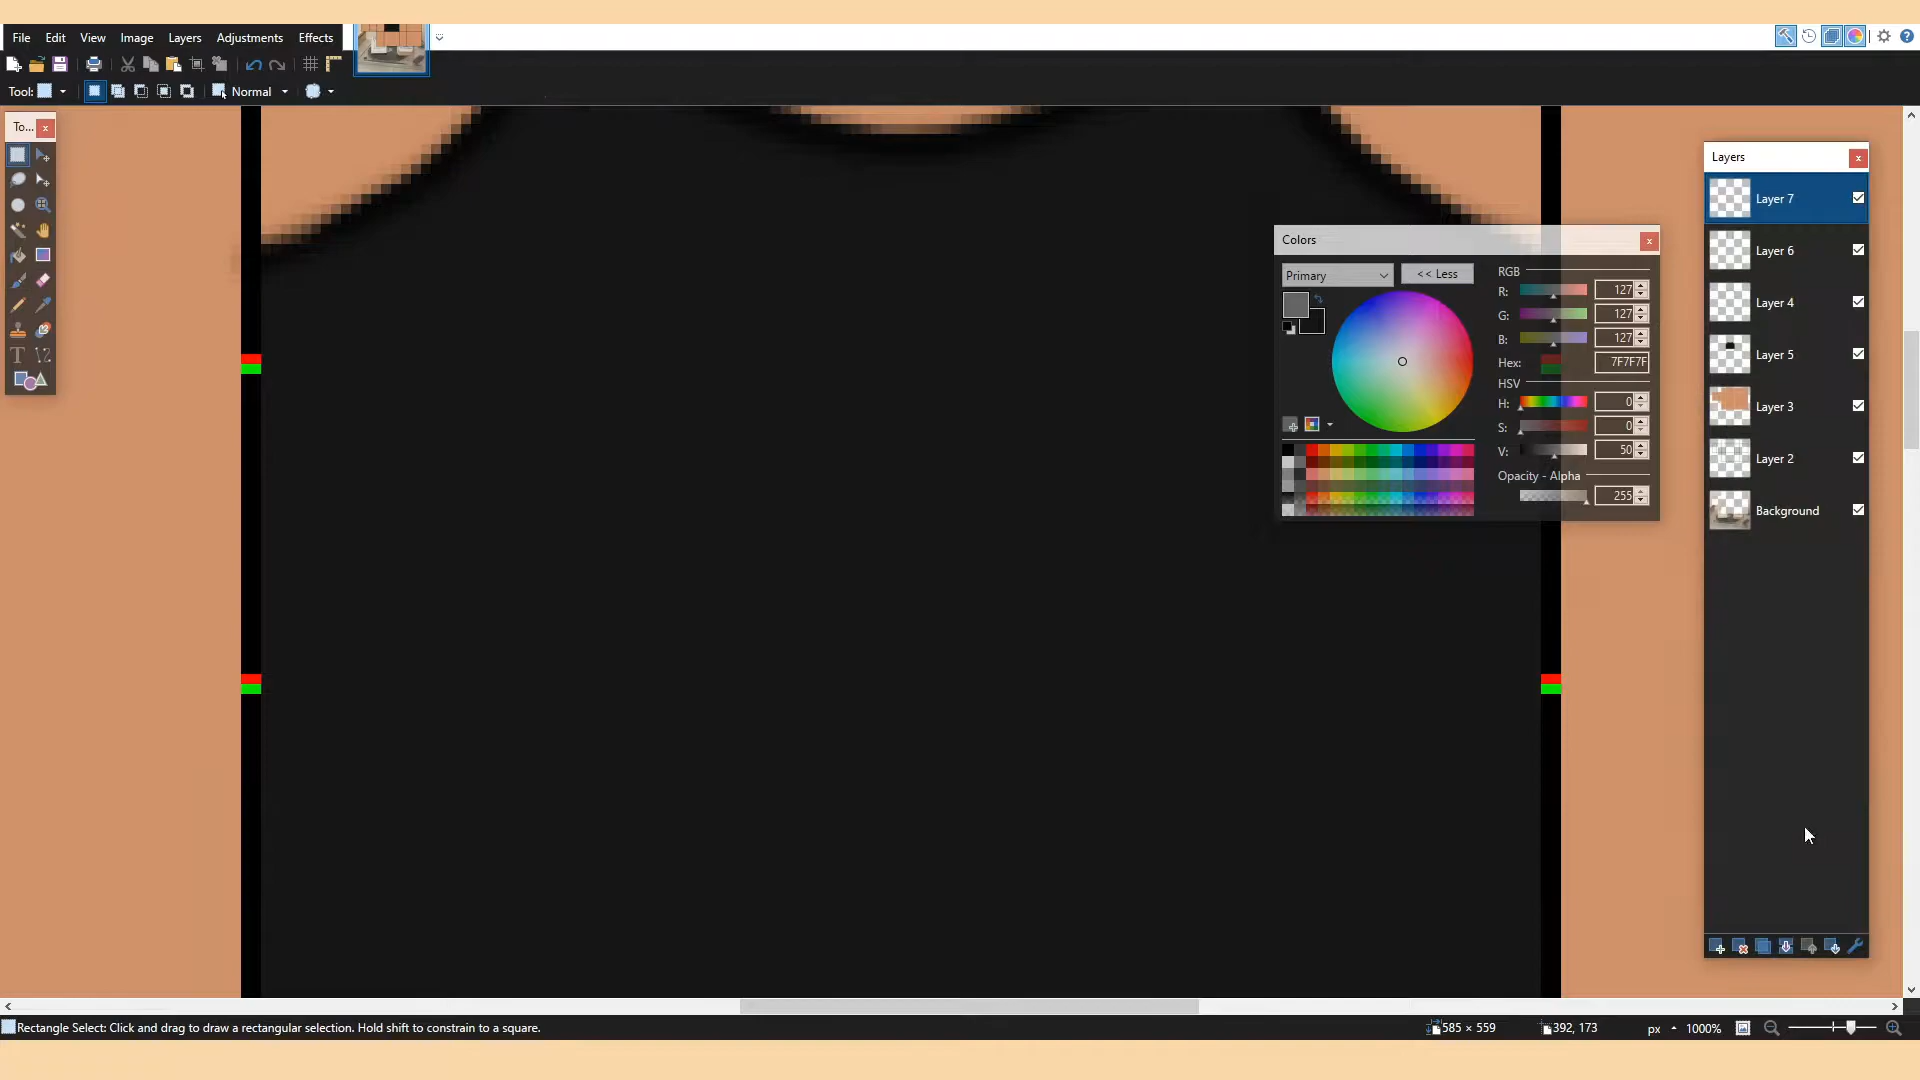 File Edit View Image Layers Adjustments Effects
Tool: Normal
To...
Layers
Layer 7
Layer 6
Layer 4
Layer 5
Layer 3
Layer 2
Background
Colors
Primary << Less
RGB
R: 127
G: 127
B: 127
Hex: 7F7F7F
HSV
H: 0
S: 0
V: 50
Opacity - Alpha
255
Rectangle Select: Click and drag to draw a rectangular selection. Hold shift to constrain to a square. 585 × 559 392, 173 px 1000%